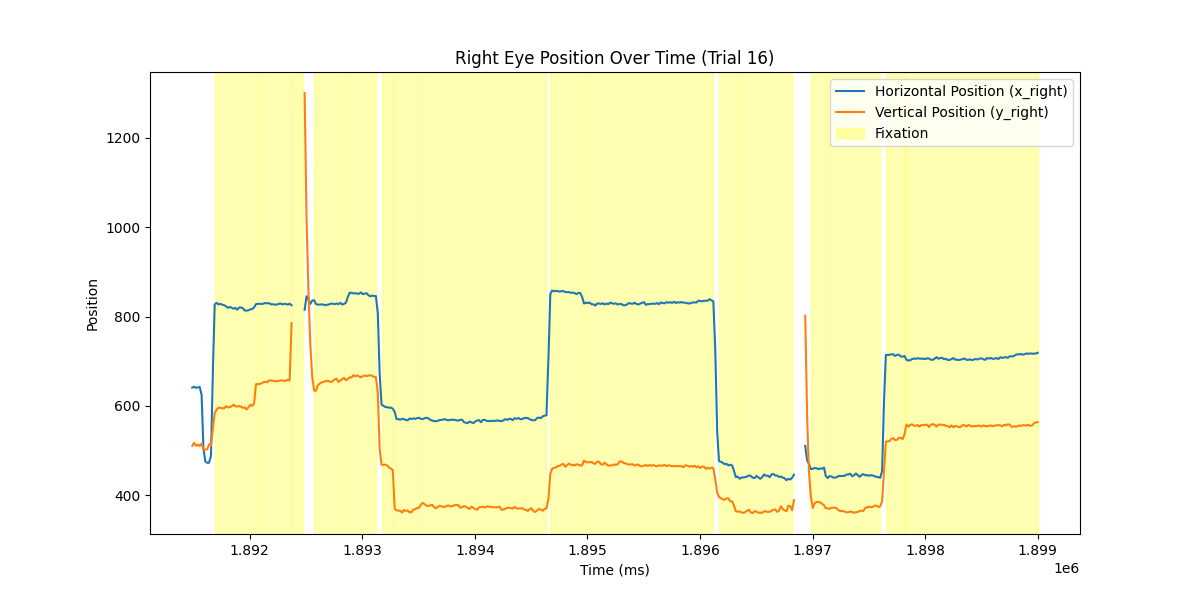 Right Eye Position Over Time (Trial 16)
Horizontal Position (x_right)
Vertical Position (y_right)
Fixation
1200
1000
800
600
400
Position
1.892 1.893 1.894 1.895 1.896 1.897 1.898 1.899
1e6
Time (ms)